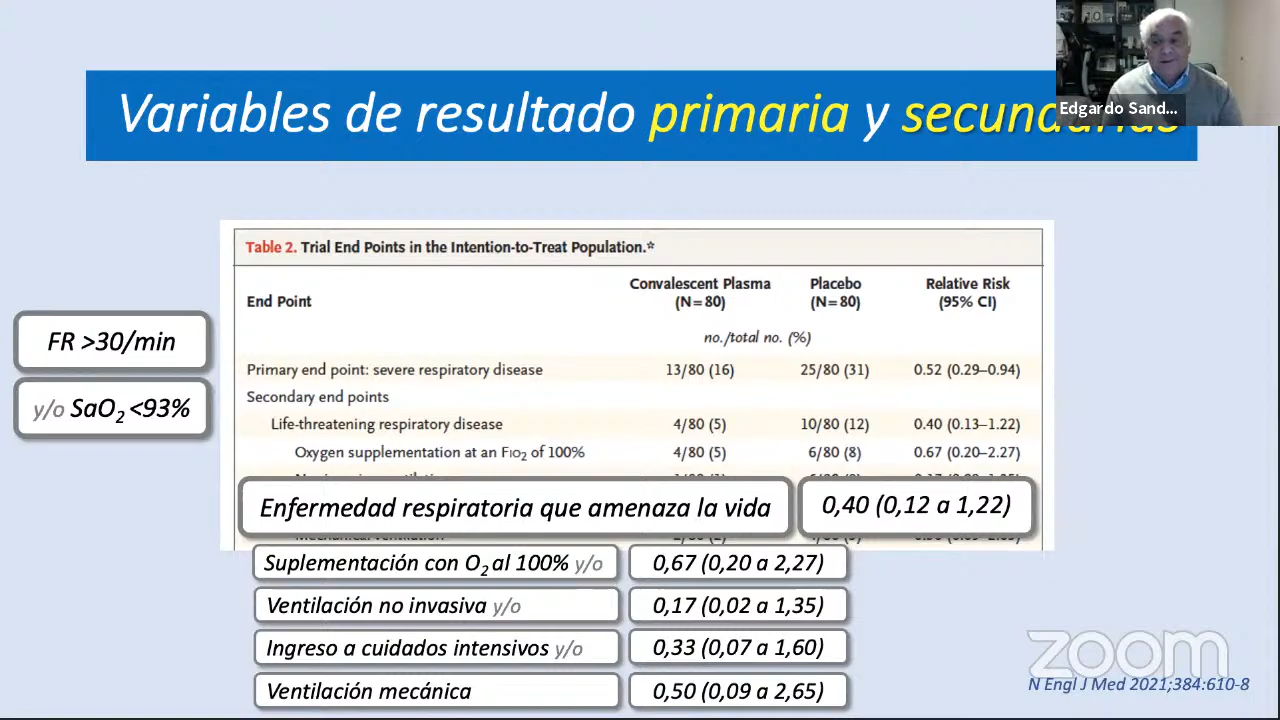 Edgardo Sand...
Variables de resultado primaria y secundarias
Table 2. Trial End Points in the Intention-to-Treat Population.*
End Point
Convalescent Plasma
(N=80)
Placebo
(N=80)
Relative Risk
(95% CI)
no./total no. (%)
Primary end point: severe respiratory disease 13/80 (16) 25/80 (31) 0.52 (0.29–0.94)
Secondary end points
Life-threatening respiratory disease 4/80 (5) 10/80 (12) 0.40 (0.13–1.22)
Oxygen supplementation at an FIO2 of 100% 4/80 (5) 6/80 (8) 0.67 (0.20–2.27)
FR >30/min
y/o SaO2 <93%
Enfermedad respiratoria que amenaza la vida 0,40 (0,12 a 1,22)
Suplementación con O2 al 100% y/o 0,67 (0,20 a 2,27)
Ventilación no invasiva y/o 0,17 (0,02 a 1,35)
Ingreso a cuidados intensivos y/o 0,33 (0,07 a 1,60)
Ventilación mecánica 0,50 (0,09 a 2,65)
zoom
N Engl J Med 2021;384:610-8